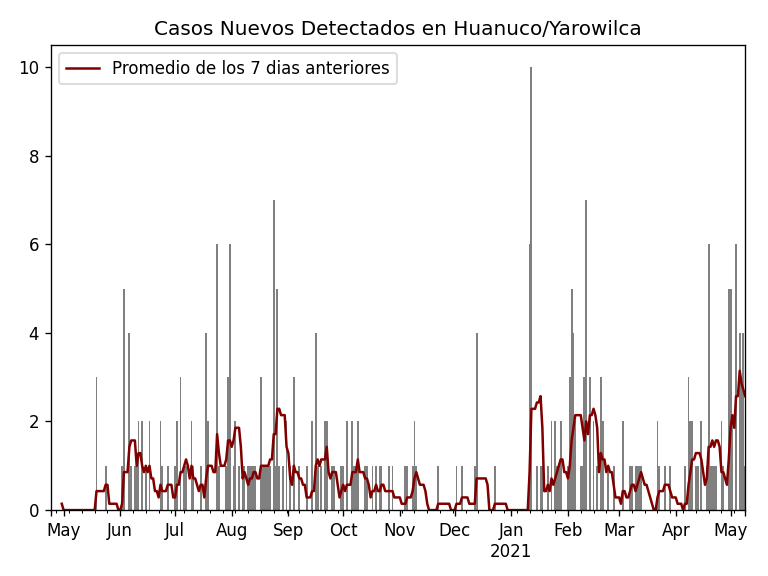 Casos Nuevos Detectados en Huanuco/Yarowilca
Promedio de los 7 dias anteriores
10
8
6
4
2
0
May Jun Jul Aug Sep Oct Nov Dec Jan Feb Mar Apr May
2021